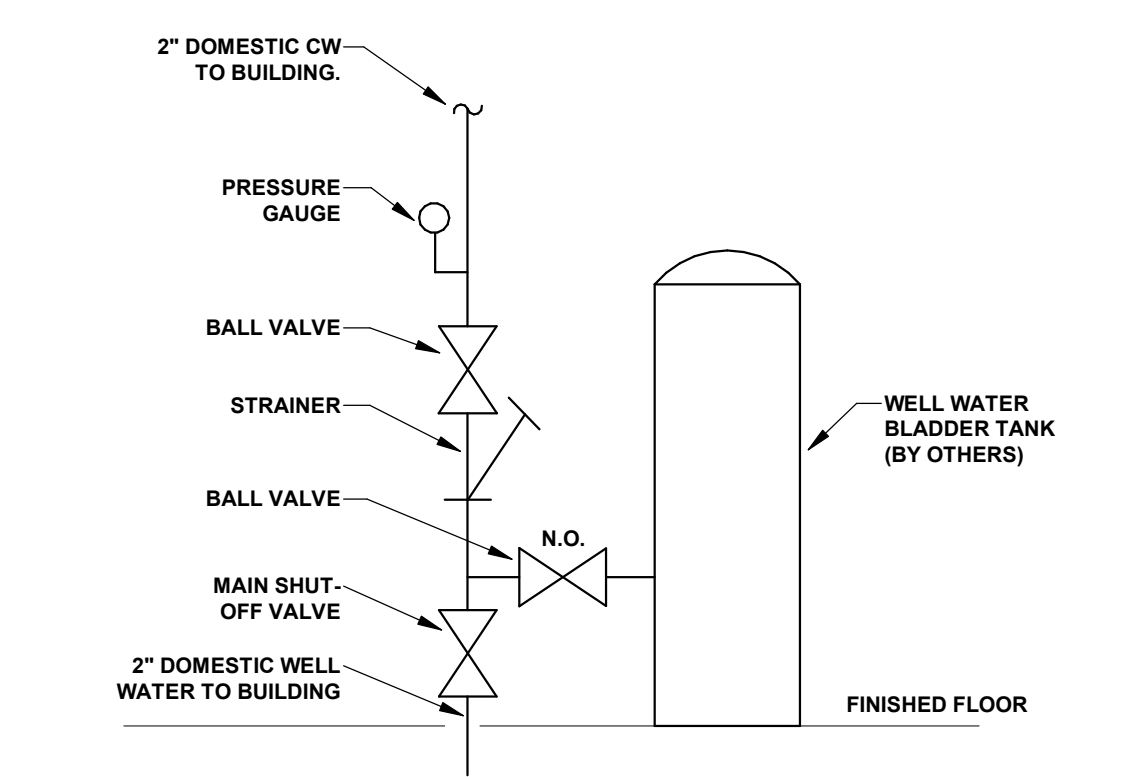 2" DOMESTIC CW
TO BUILDING.
PRESSURE
GAUGE
BALL VALVE
STRAINER
WELL WATER
BLADDER TANK
(BY OTHERS)
BALL VALVE
N.O.
MAIN SHUT-
OFF VALVE
2" DOMESTIC WELL
WATER TO BUILDING
FINISHED FLOOR